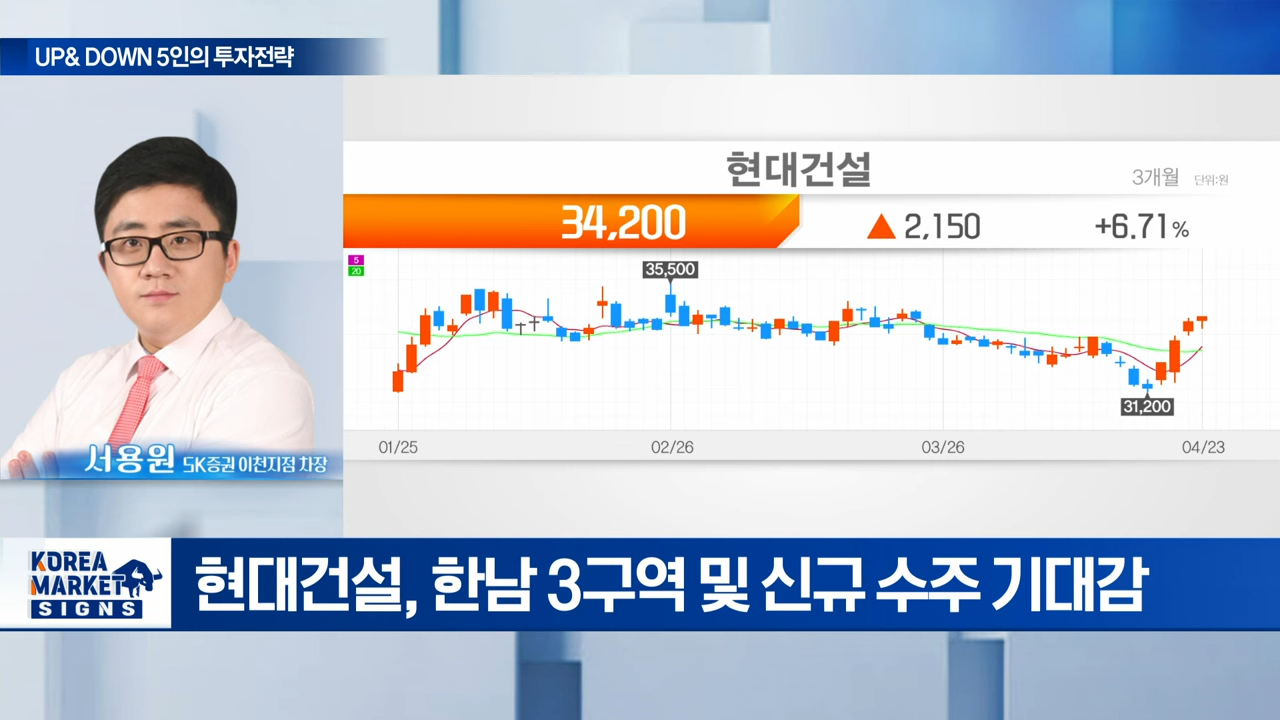 UP& DOWN 5인의 투자전략
현대건설
3개월 단위:원
34,200 ▲ 2,150 +6.71%
5
20
35,500
31,200
01/25 02/26 03/26 04/23
서용원 SK증권 이천지점 차장
KOREA
MARKET
SIGNS
현대건설, 한남 3구역 및 신규 수주 기대감